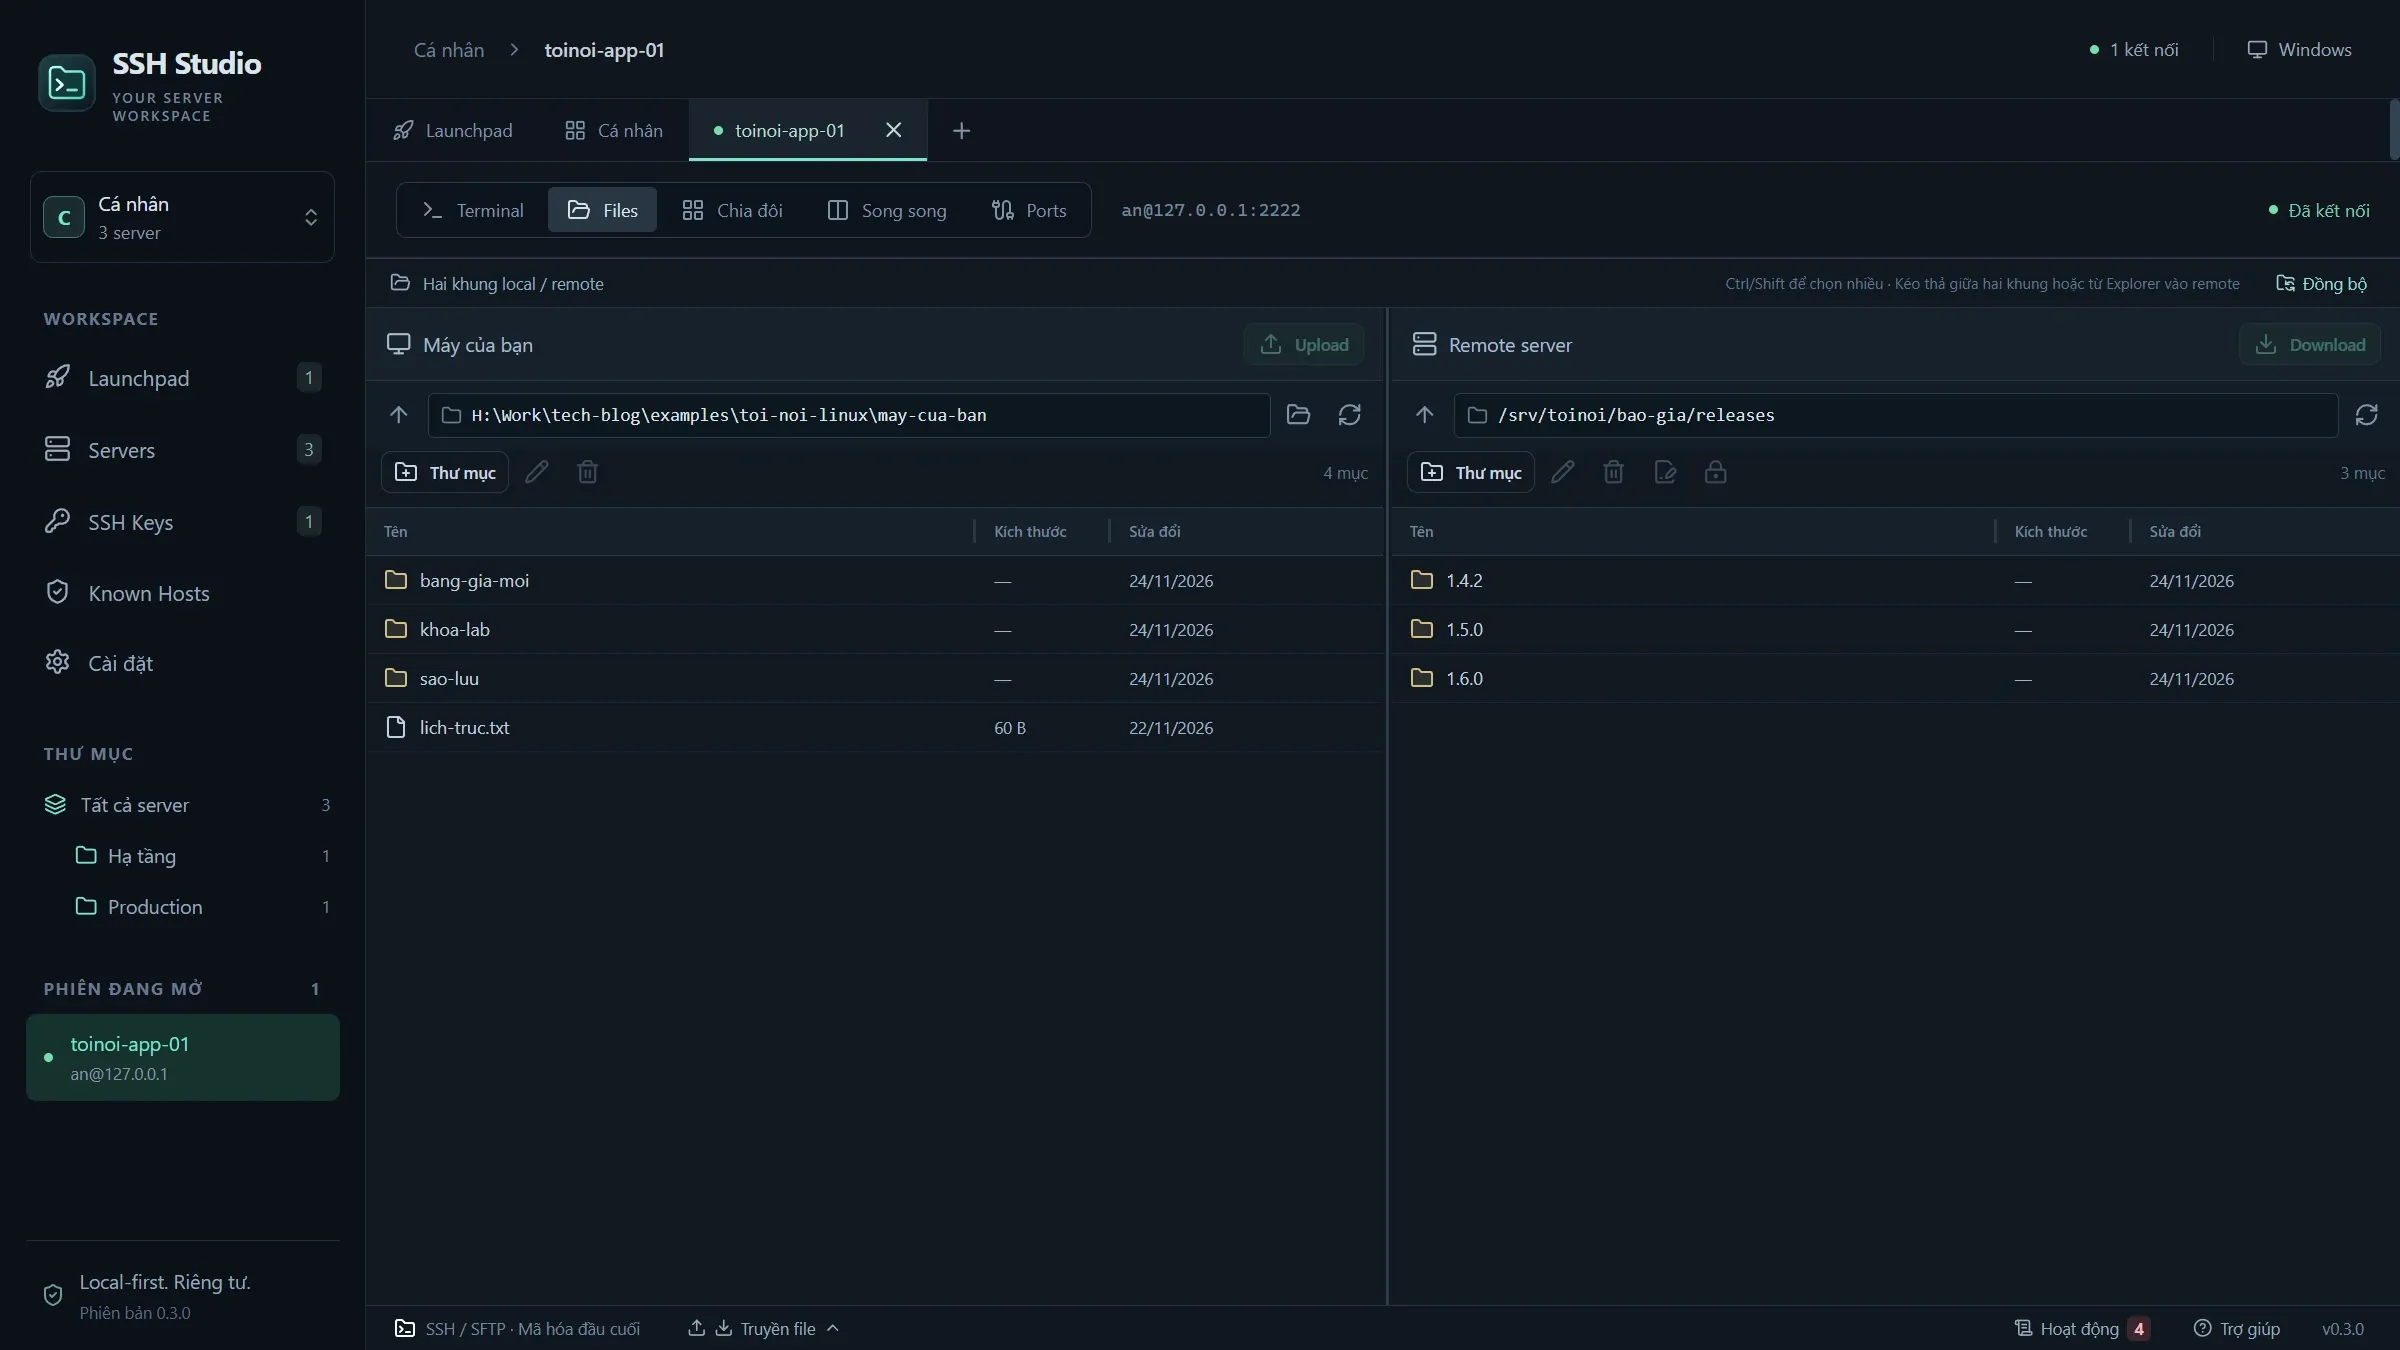 SSH Studio
YOUR SERVER
WORKSPACE
C
Cá nhân
3 server
WORKSPACE
Launchpad 1
Servers 3
SSH Keys 1
Known Hosts
Cài đặt
THƯ MỤC
Tất cả server 3
Hạ tầng 1
Production 1
PHIÊN ĐANG MỞ 1
toinoi-app-01
an@127.0.0.1
Local-first. Riêng tư.
Phiên bản 0.3.0
Cá nhân > toinoi-app-01
1 kết nối
Windows
Launchpad
Cá nhân
toinoi-app-01
Terminal
Files
Chia đôi
Song song
Ports
an@127.0.0.1:2222
Đã kết nối
Hai khung local / remote
Ctrl/Shift để chọn nhiều · Kéo thả giữa hai khung hoặc từ Explorer vào remote
Đồng bộ
Máy của bạn
Upload
H:\Work\tech-blog\examples\toi-noi-linux\may-cua-ban
Thư mục
4 mục
Tên Kích thước Sửa đổi
bang-gia-moi — 24/11/2026
khoa-lab — 24/11/2026
sao-luu — 24/11/2026
lich-truc.txt 60 B 22/11/2026
Remote server
Download
/srv/toinoi/bao-gia/releases
Thư mục
3 mục
Tên Kích thước Sửa đổi
1.4.2 — 24/11/2026
1.5.0 — 24/11/2026
1.6.0 — 24/11/2026
SSH / SFTP · Mã hóa đầu cuối
Truyền file
Hoạt động 4
Trợ giúp
v0.3.0